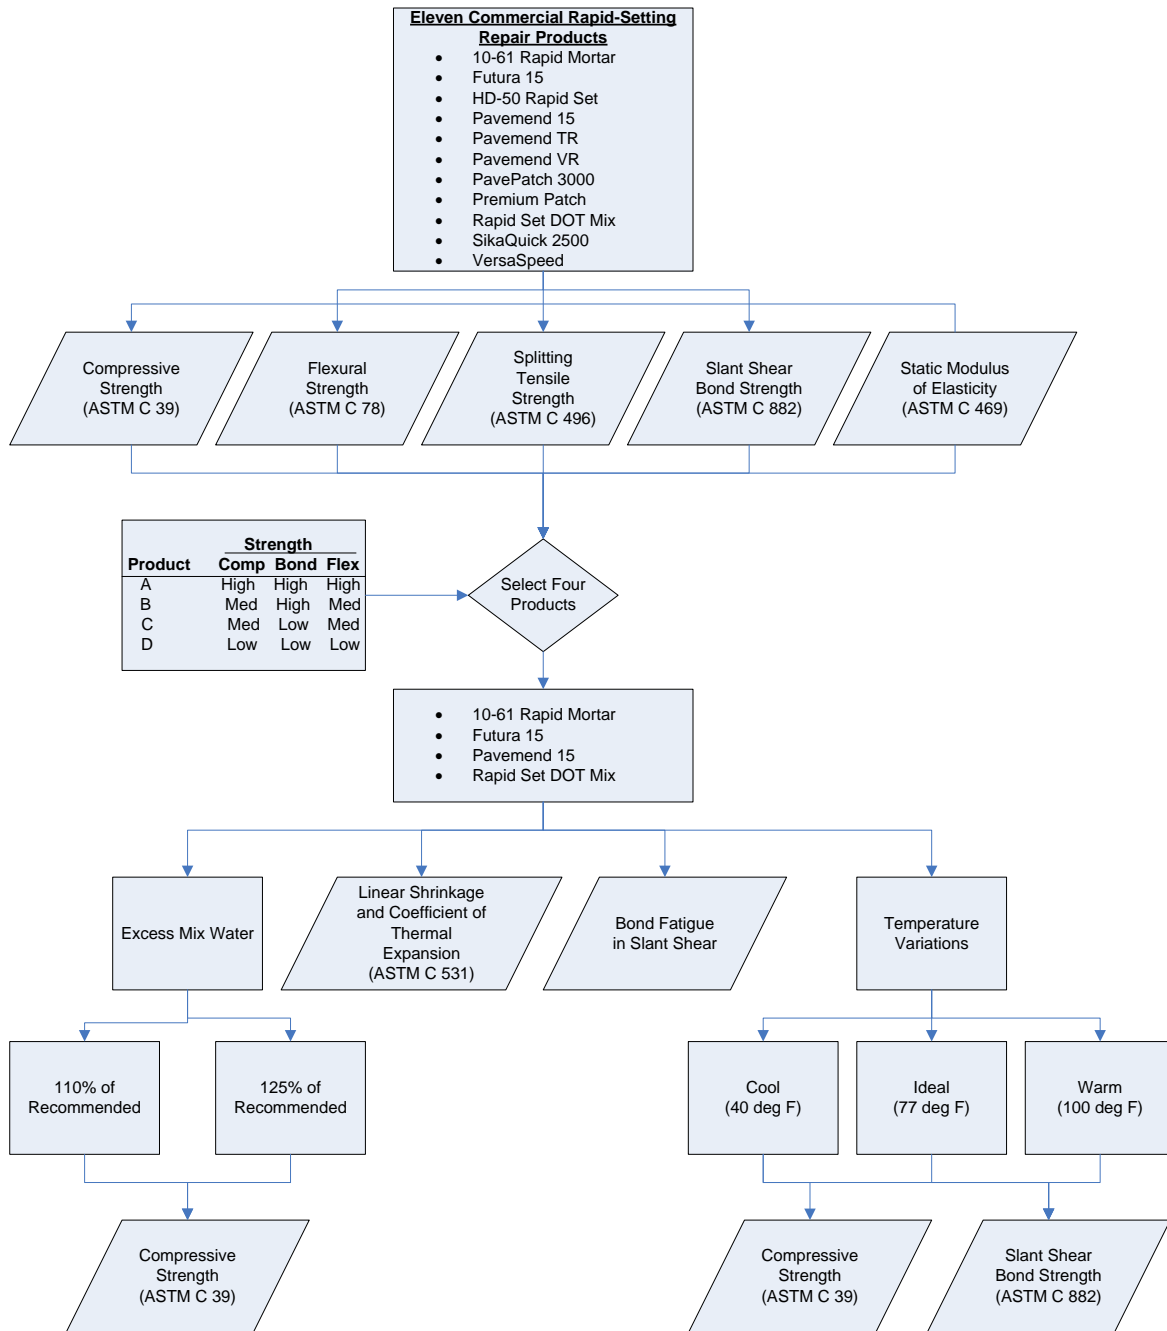 Eleven Commercial Rapid-Setting
Repair Products
• 10-61 Rapid Mortar
• Futura 15
• HD-50 Rapid Set
• Pavemend 15
• Pavemend TR
• Pavemend VR
• PavePatch 3000
• Premium Patch
• Rapid Set DOT Mix
• SikaQuick 2500
• VersaSpeed
Compressive
Strength
(ASTM C 39)
Flexural
Strength
(ASTM C 78)
Splitting
Tensile
Strength
(ASTM C 496)
Slant Shear
Bond Strength
(ASTM C 882)
Static Modulus
of Elasticity
(ASTM C 469)
Strength
Product Comp Bond Flex
A High High High
B Med High Med
C Med Low Med
D Low Low Low
Select Four
Products
• 10-61 Rapid Mortar
• Futura 15
• Pavemend 15
• Rapid Set DOT Mix
Excess Mix Water
Linear Shrinkage
and Coefficient of
Thermal
Expansion
(ASTM C 531)
Bond Fatigue
in Slant Shear
Temperature
Variations
110% of
Recommended
125% of
Recommended
Cool
(40 deg F)
Ideal
(77 deg F)
Warm
(100 deg F)
Compressive
Strength
(ASTM C 39)
Compressive
Strength
(ASTM C 39)
Slant Shear
Bond Strength
(ASTM C 882)